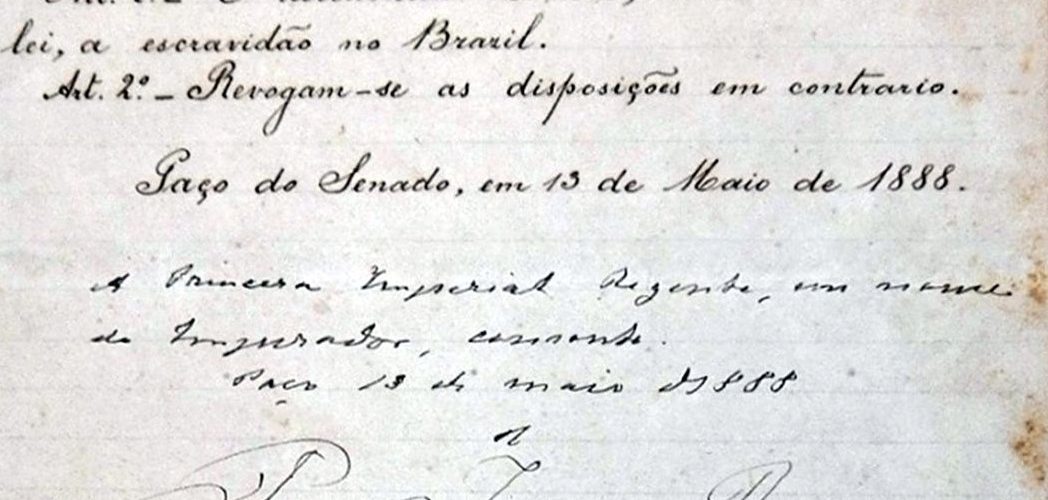 lei, a escravidão no Brazil.
Art. 2.º - Revogam-se as disposições em contrario.
Paço do Senado, em 13 de Maio de 1888.
A Princeza Imperial Regente, em nome
do Imperador, consente.
Paço 13 de maio de 1888